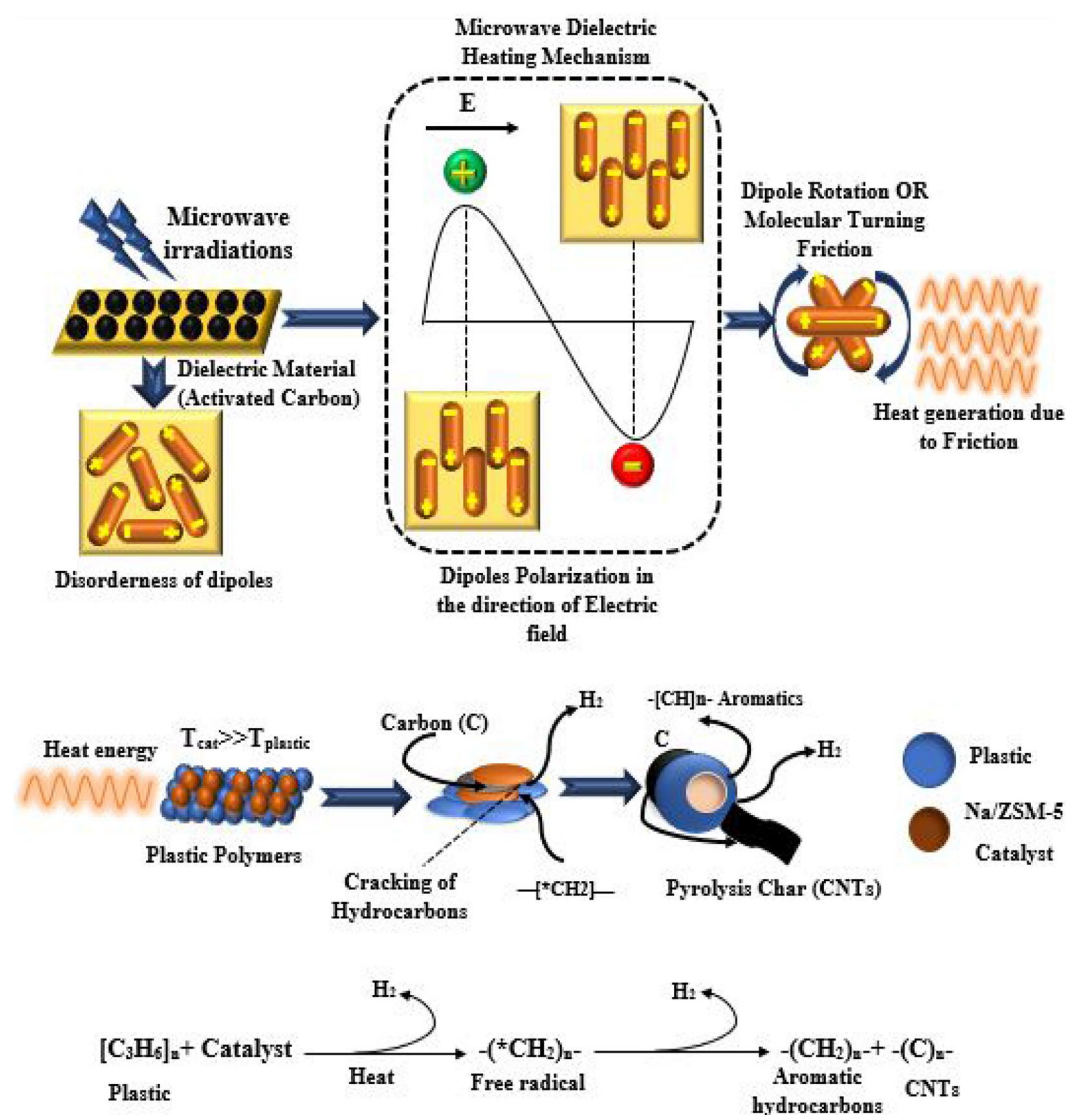 Microwave Dielectric
Heating Mechanism
E
+
Microwave
irradiations
Dielectric Material
(Activated Carbon)
Disorderness of dipoles
-
Dipoles Polarization in
the direction of Electric
field
Dipole Rotation OR
Molecular Turning
Friction
Heat generation due
to Friction
Heat energy
T_cat>>T_plastic
Plastic Polymers
Carbon (C)
H₂
Cracking of
Hydrocarbons
—[*CH2]—
-[CH]n- Aromatics
C
H₂
Pyrolysis Char (CNTs)
Plastic
Na/ZSM-5
Catalyst
H₂
H₂
[C₃H₆]ₙ+ Catalyst
Plastic
Heat
-(*CH₂)ₙ-
Free radical
-(CH₂)ₙ-+ -(C)ₙ-
Aromatic
hydrocarbons
CNTs